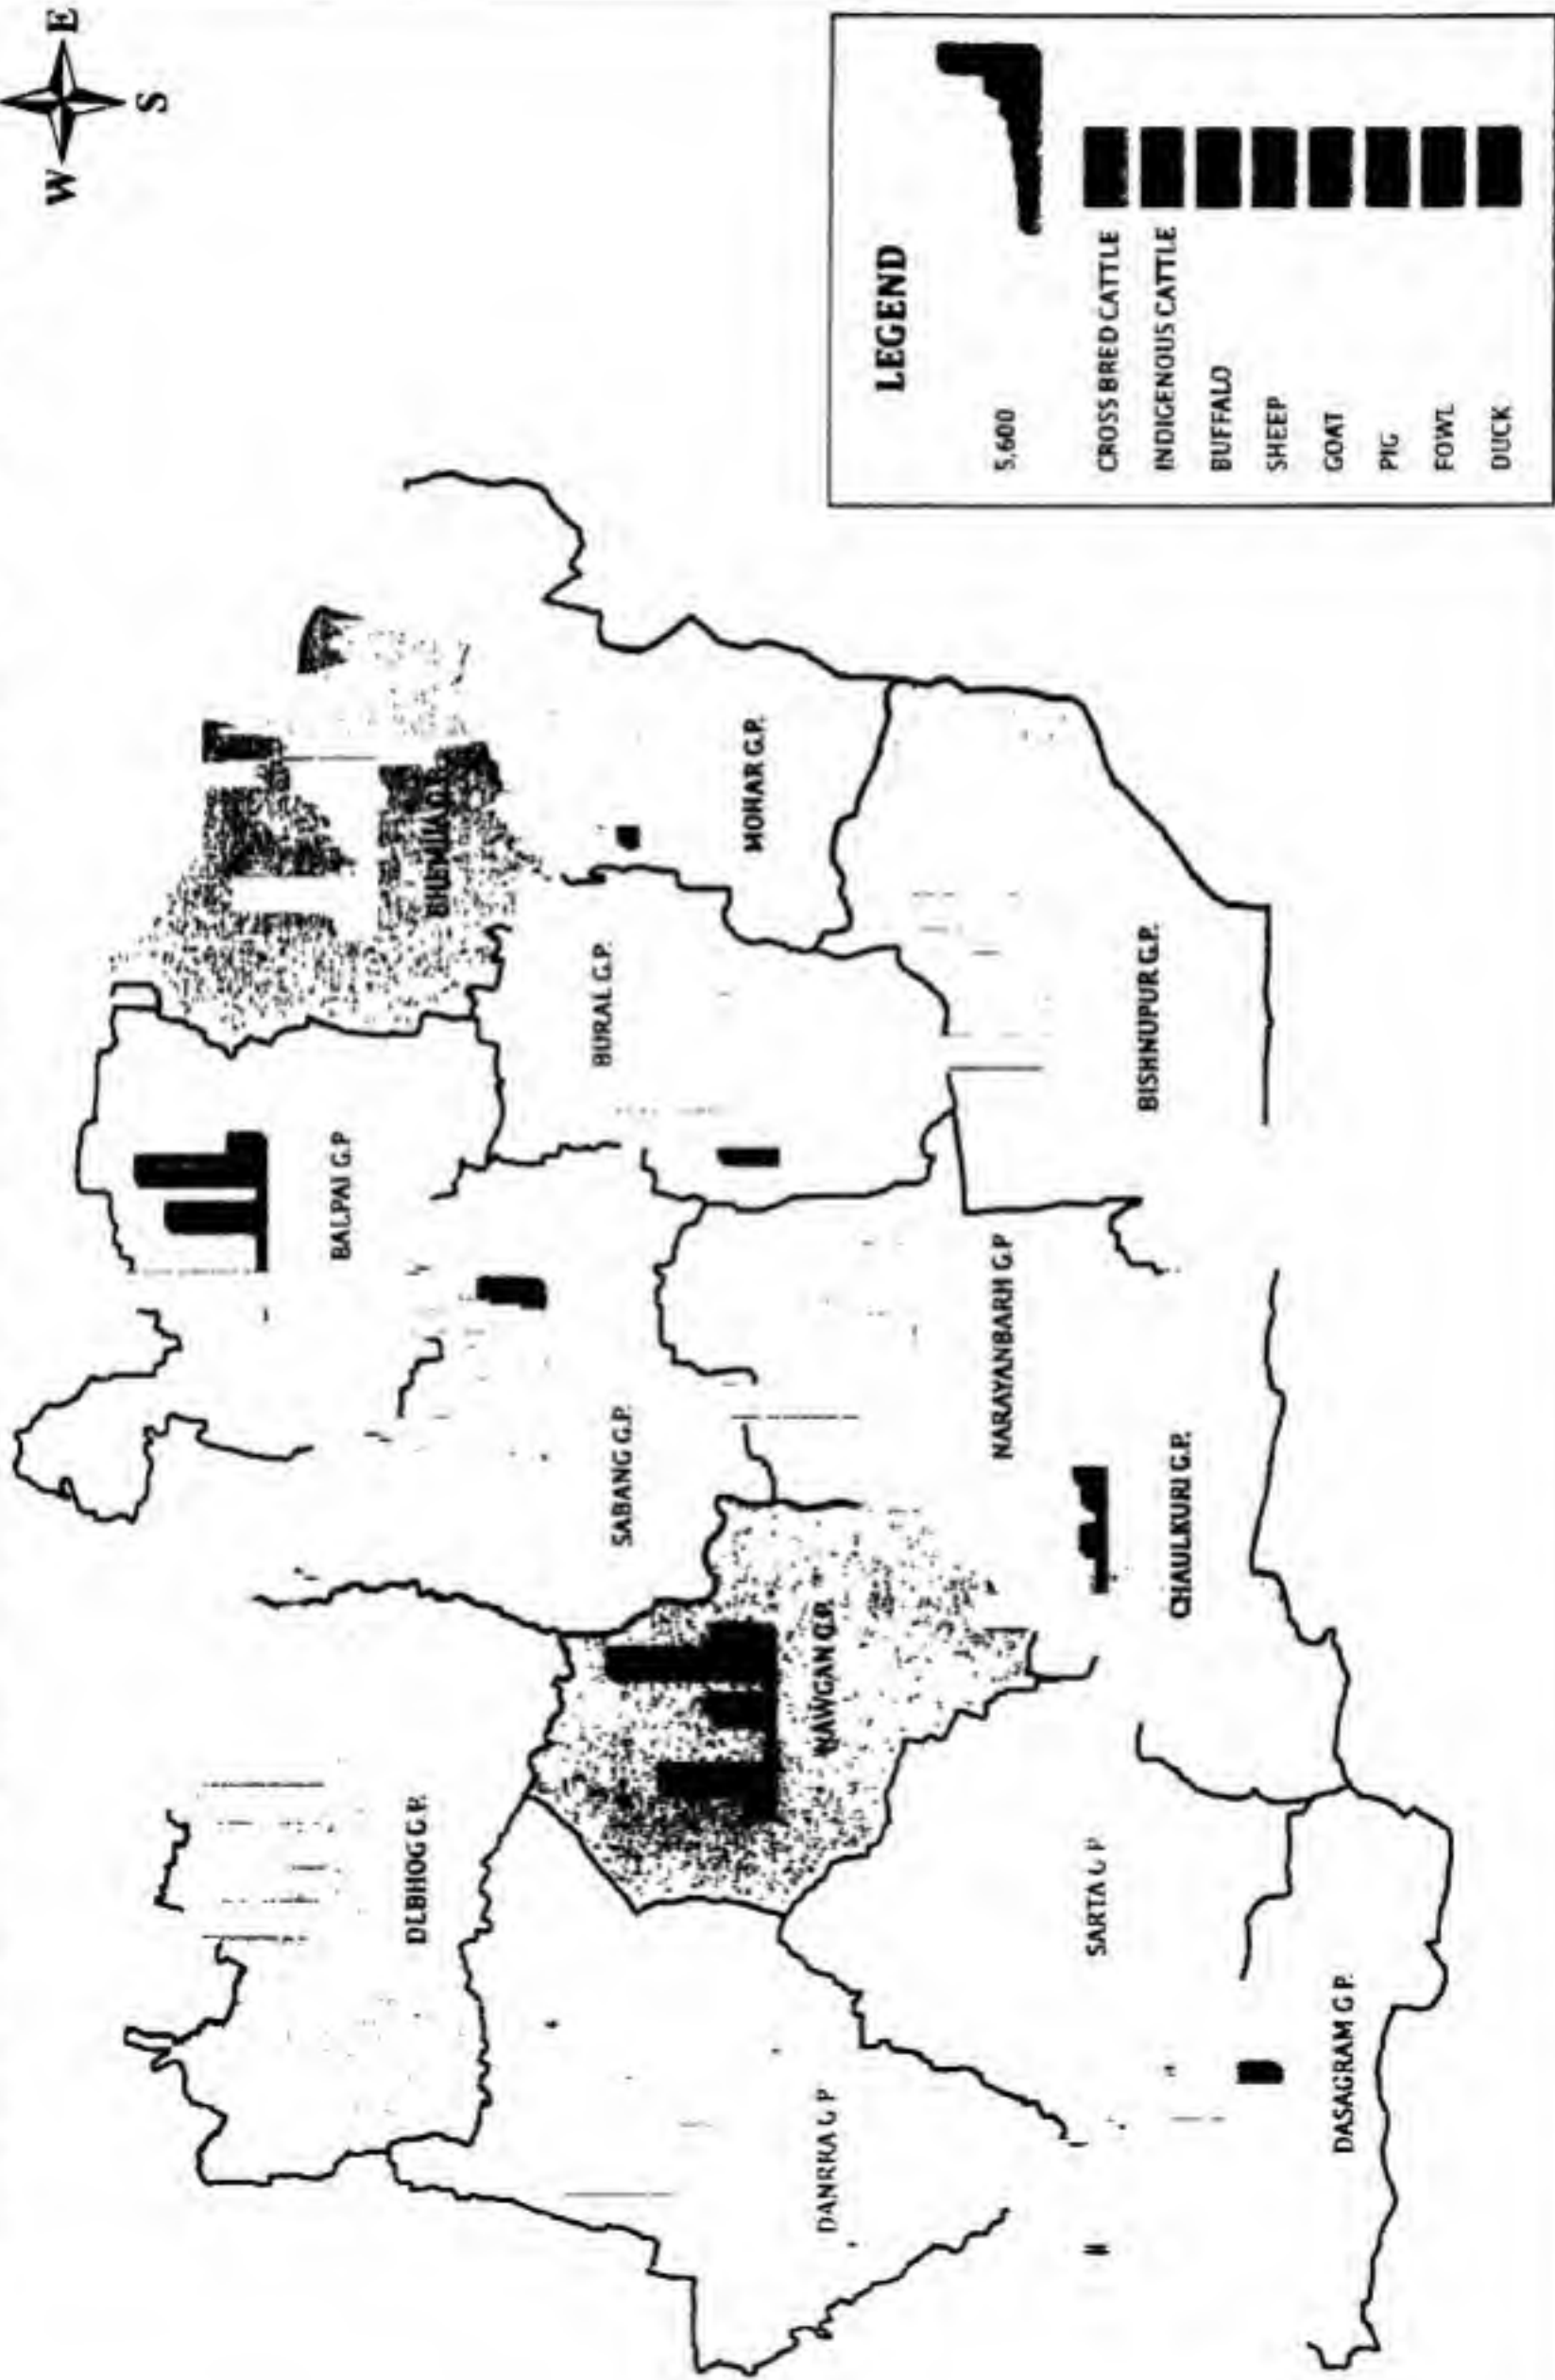 W
E
S
LEGEND
5,600
CROSS BRED CATTLE
INDIGENOUS CATTLE
BUFFALO
SHEEP
GOAT
PIG
FOWL
DUCK
BALPAI G.P
BURAL G.P.
MOHAR G.P.
SABANG G.P.
DEBHOG G.P.
NAWGAN G.P.
NARAYANBARH G.P
BISHNUPUR G.P.
CHAULKURI G.P.
DANRRA G P
SARTA G P
DASAGRAM G P.